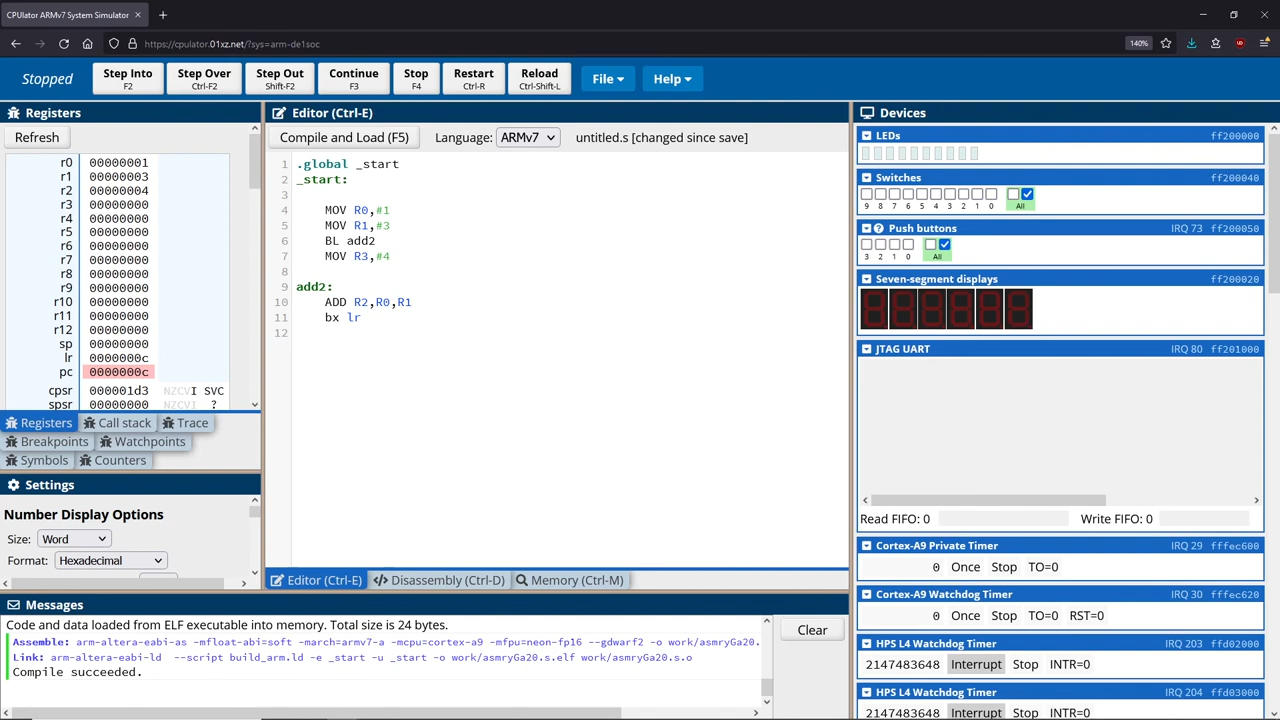 CPUlator ARMv7 System Simulator
https://cpulator.01xz.net/?sys=arm-de1soc
140%
Stopped
Step Into
F2
Step Over
Ctrl-F2
Step Out
Shift-F2
Continue
F3
Stop
F4
Restart
Ctrl-R
Reload
Ctrl-Shift-L
File
Help
Registers
Refresh
r0 00000001
r1 00000003
r2 00000004
r3 00000000
r4 00000000
r5 00000000
r6 00000000
r7 00000000
r8 00000000
r9 00000000
r10 00000000
r11 00000000
r12 00000000
sp 00000000
lr 0000000c
pc 0000000c
cpsr 000001d3 NZCVI SVC
spsr 00000000 NZCVI ?
Registers
Call stack
Trace
Breakpoints
Watchpoints
Symbols
Counters
Settings
Number Display Options
Size: Word
Format: Hexadecimal
Editor (Ctrl-E)
Compile and Load (F5)
Language: ARMv7
untitled.s [changed since save]
1 .global _start
2 _start:
3
4 MOV R0,#1
5 MOV R1,#3
6 BL add2
7 MOV R3,#4
8
9 add2:
10 ADD R2,R0,R1
11 bx lr
12
Editor (Ctrl-E)
Disassembly (Ctrl-D)
Memory (Ctrl-M)
Messages
Code and data loaded from ELF executable into memory. Total size is 24 bytes.
Assemble: arm-altera-eabi-as -mfloat-abi=soft -march=armv7-a -mcpu=cortex-a9 -mfpu=neon-fp16 --gdwarf2 -o work/asmryGa20.
Link: arm-altera-eabi-ld --script build_arm.ld -e _start -u _start -o work/asmryGa20.s.elf work/asmryGa20.s.o
Compile succeeded.
Clear
Devices
LEDs ff200000
Switches ff200040
9 8 7 6 5 4 3 2 1 0 All
Push buttons IRQ 73 ff200050
3 2 1 0 All
Seven-segment displays ff200020
JTAG UART IRQ 80 ff201000
Read FIFO: 0
Write FIFO: 0
Cortex-A9 Private Timer IRQ 29 fffec600
0 Once Stop TO=0
Cortex-A9 Watchdog Timer IRQ 30 fffec620
0 Once Stop TO=0 RST=0
HPS L4 Watchdog Timer IRQ 203 ffd02000
2147483648 Interrupt Stop INTR=0
HPS L4 Watchdog Timer IRQ 204 ffd03000
2147483648 Interrupt Stop INTR=0